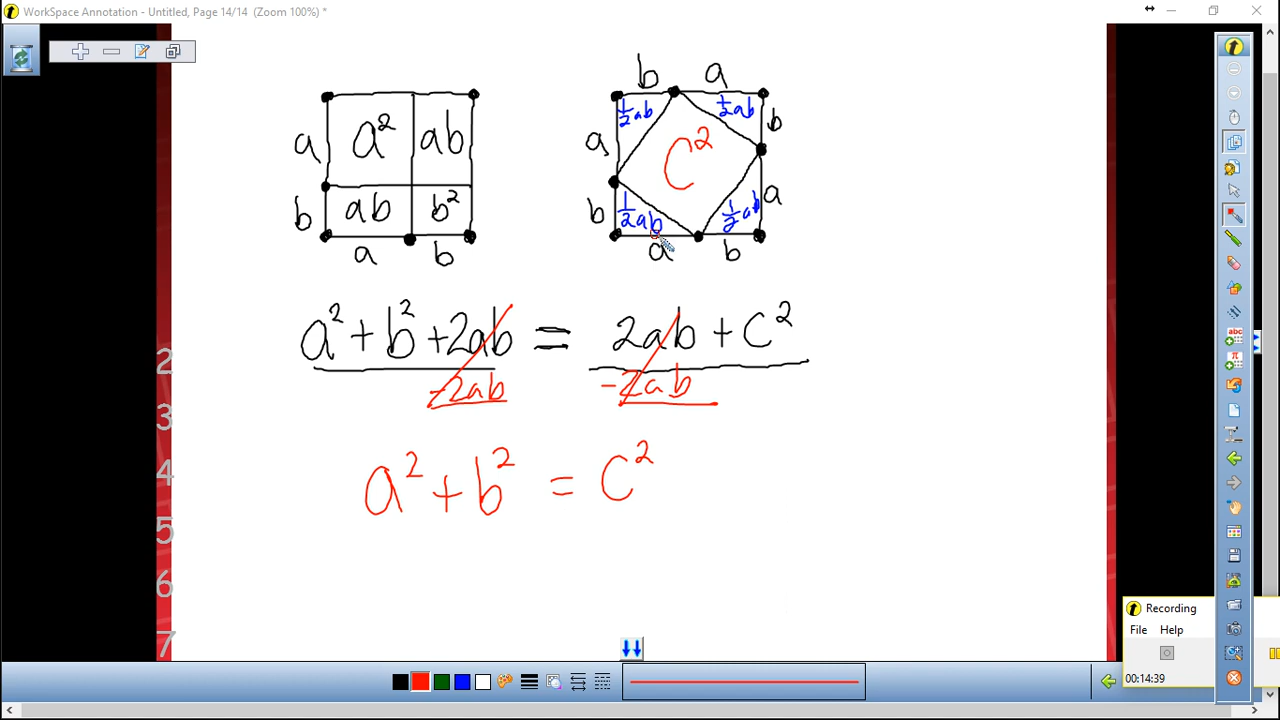 WorkSpace Annotation - Untitled, Page 14/14 (Zoom 100%) *
a a² ab
b ab b²
a b
b a
½ab ½ab
a C² b
b ½ab ½ab a
a b
a² + b² + 2ab = 2ab + c²
-2ab -2ab
a² + b² = c²
2
3
4
5
6
7
abc
π
Recording
File Help
00:14:39